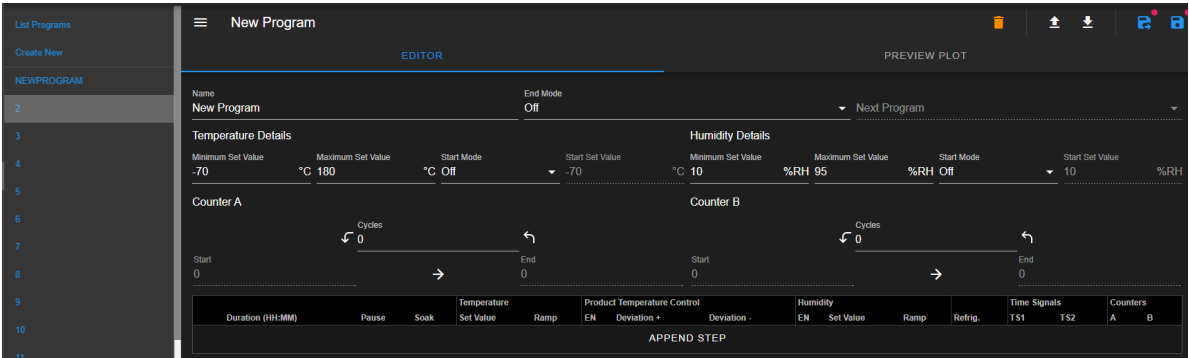 List Programs
Create New
NEWPROGRAM
2
3
4
5
6
7
8
9
10
11
New Program
EDITOR
PREVIEW PLOT
Name
New Program
End Mode
Off
Next Program
Temperature Details
Humidity Details
Minimum Set Value
-70 °C
Maximum Set Value
180 °C
Start Mode
Off
Start Set Value
-70 °C
Minimum Set Value
10 %RH
Maximum Set Value
95 %RH
Start Mode
Off
Start Set Value
10 %RH
Counter A
Counter B
Cycles
0
Start
0
End
0
Cycles
0
Start
0
End
0
Temperature Product Temperature Control Humidity Time Signals Counters
Duration (HH:MM) Pause Soak Set Value Ramp EN Deviation + Deviation - EN Set Value Ramp Refrig. TS1 TS2 A B
APPEND STEP